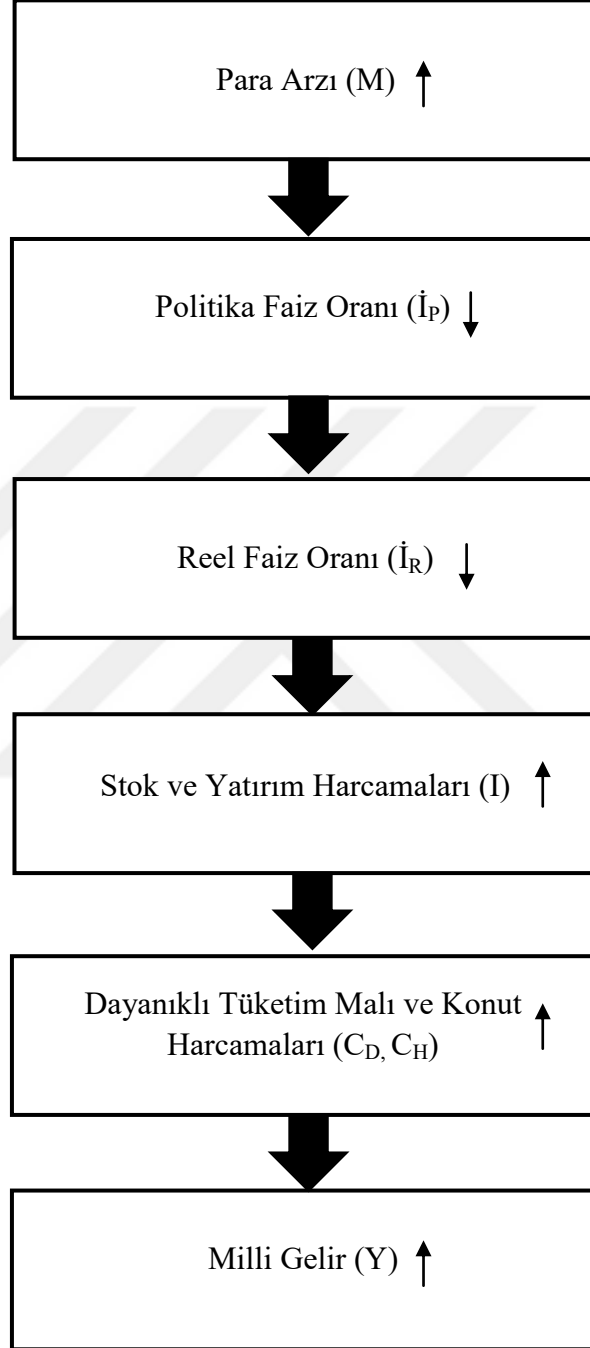 Para Arzı (M) ↑
Politika Faiz Oranı (İP) ↓
Reel Faiz Oranı (İR) ↓
Stok ve Yatırım Harcamaları (I) ↑
Dayanıklı Tüketim Malı ve Konut ↑
Harcamaları (CD, CH)
Milli Gelir (Y) ↑